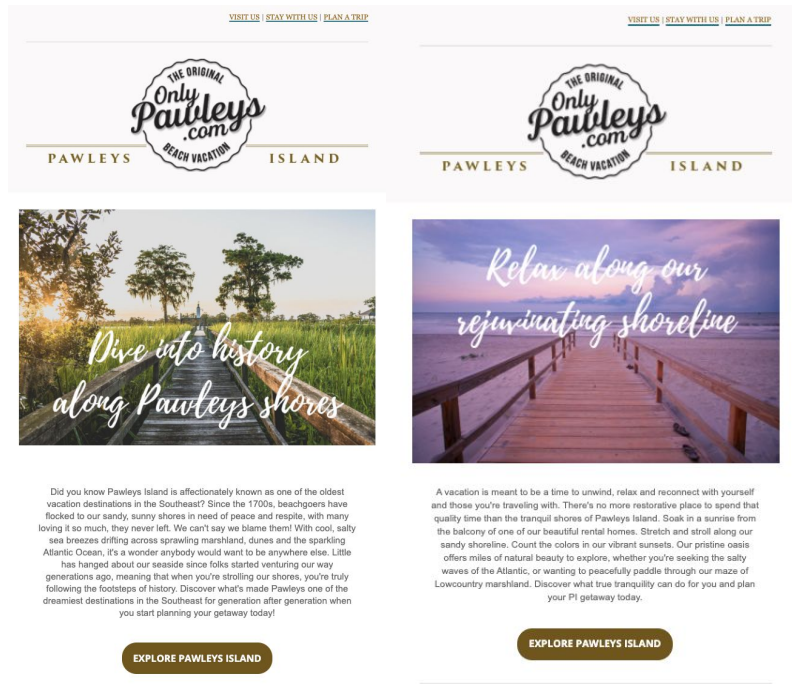 VISIT US | STAY WITH US | PLAN A TRIP
THE ORIGINAL
Only
Pawleys
.com
BEACH VACATION
PAWLEYS ISLAND
Dive into history
along Pawleys shores
Did you know Pawleys Island is affectionately known as one of the oldest
vacation destinations in the Southeast? Since the 1700s, beachgoers have
flocked to our sandy, sunny shores in need of peace and respite, with many
loving it so much, they never left. We can't say we blame them! With cool, salty
sea breezes drifting across sprawling marshland, dunes and the sparkling
Atlantic Ocean, it's a wonder anybody would want to be anywhere else. Little
has hanged about our seaside since folks started venturing our way
generations ago, meaning that when you're strolling our shores, you're truly
following the footsteps of history. Discover what's made Pawleys one of the
dreamiest destinations in the Southeast for generation after generation when
you start planning your getaway today!
EXPLORE PAWLEYS ISLAND
VISIT US | STAY WITH US | PLAN A TRIP
THE ORIGINAL
Only
Pawleys
.com
BEACH VACATION
PAWLEYS ISLAND
Relax along our
rejuvinating shoreline
A vacation is meant to be a time to unwind, relax and reconnect with yourself
and those you're traveling with. There's no more restorative place to spend that
quality time than the tranquil shores of Pawleys Island. Soak in a sunrise from
the balcony of one of our beautiful rental homes. Stretch and stroll along our
sandy shoreline. Count the colors in our vibrant sunsets. Our pristine oasis
offers miles of natural beauty to explore, whether you're seeking the salty
waves of the Atlantic, or wanting to peacefully paddle through our maze of
Lowcountry marshland. Discover what true tranquility can do for you and plan
your PI getaway today.
EXPLORE PAWLEYS ISLAND